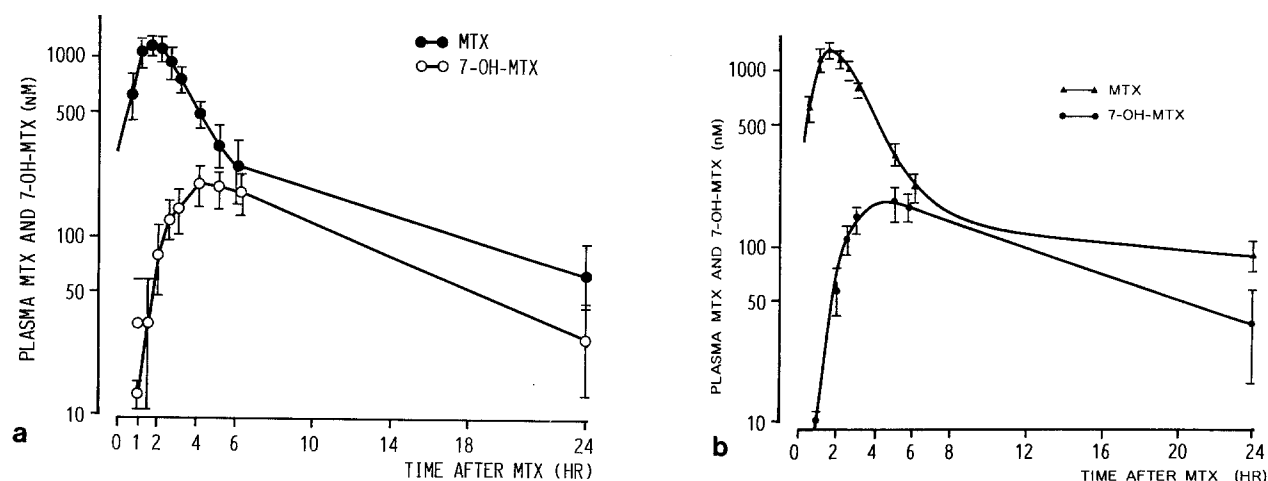 PLASMA MTX AND 7-OH-MTX (nM)
1000
500
100
50
10
MTX
7-OH-MTX
0 1 2 4 6 10 14 18 24
TIME AFTER MTX (HR)
a
PLASMA MTX AND 7-OH-MTX (nM)
1000
500
100
50
10
MTX
7-OH-MTX
0 2 4 6 8 12 16 20 24
TIME AFTER MTX (HR)
b